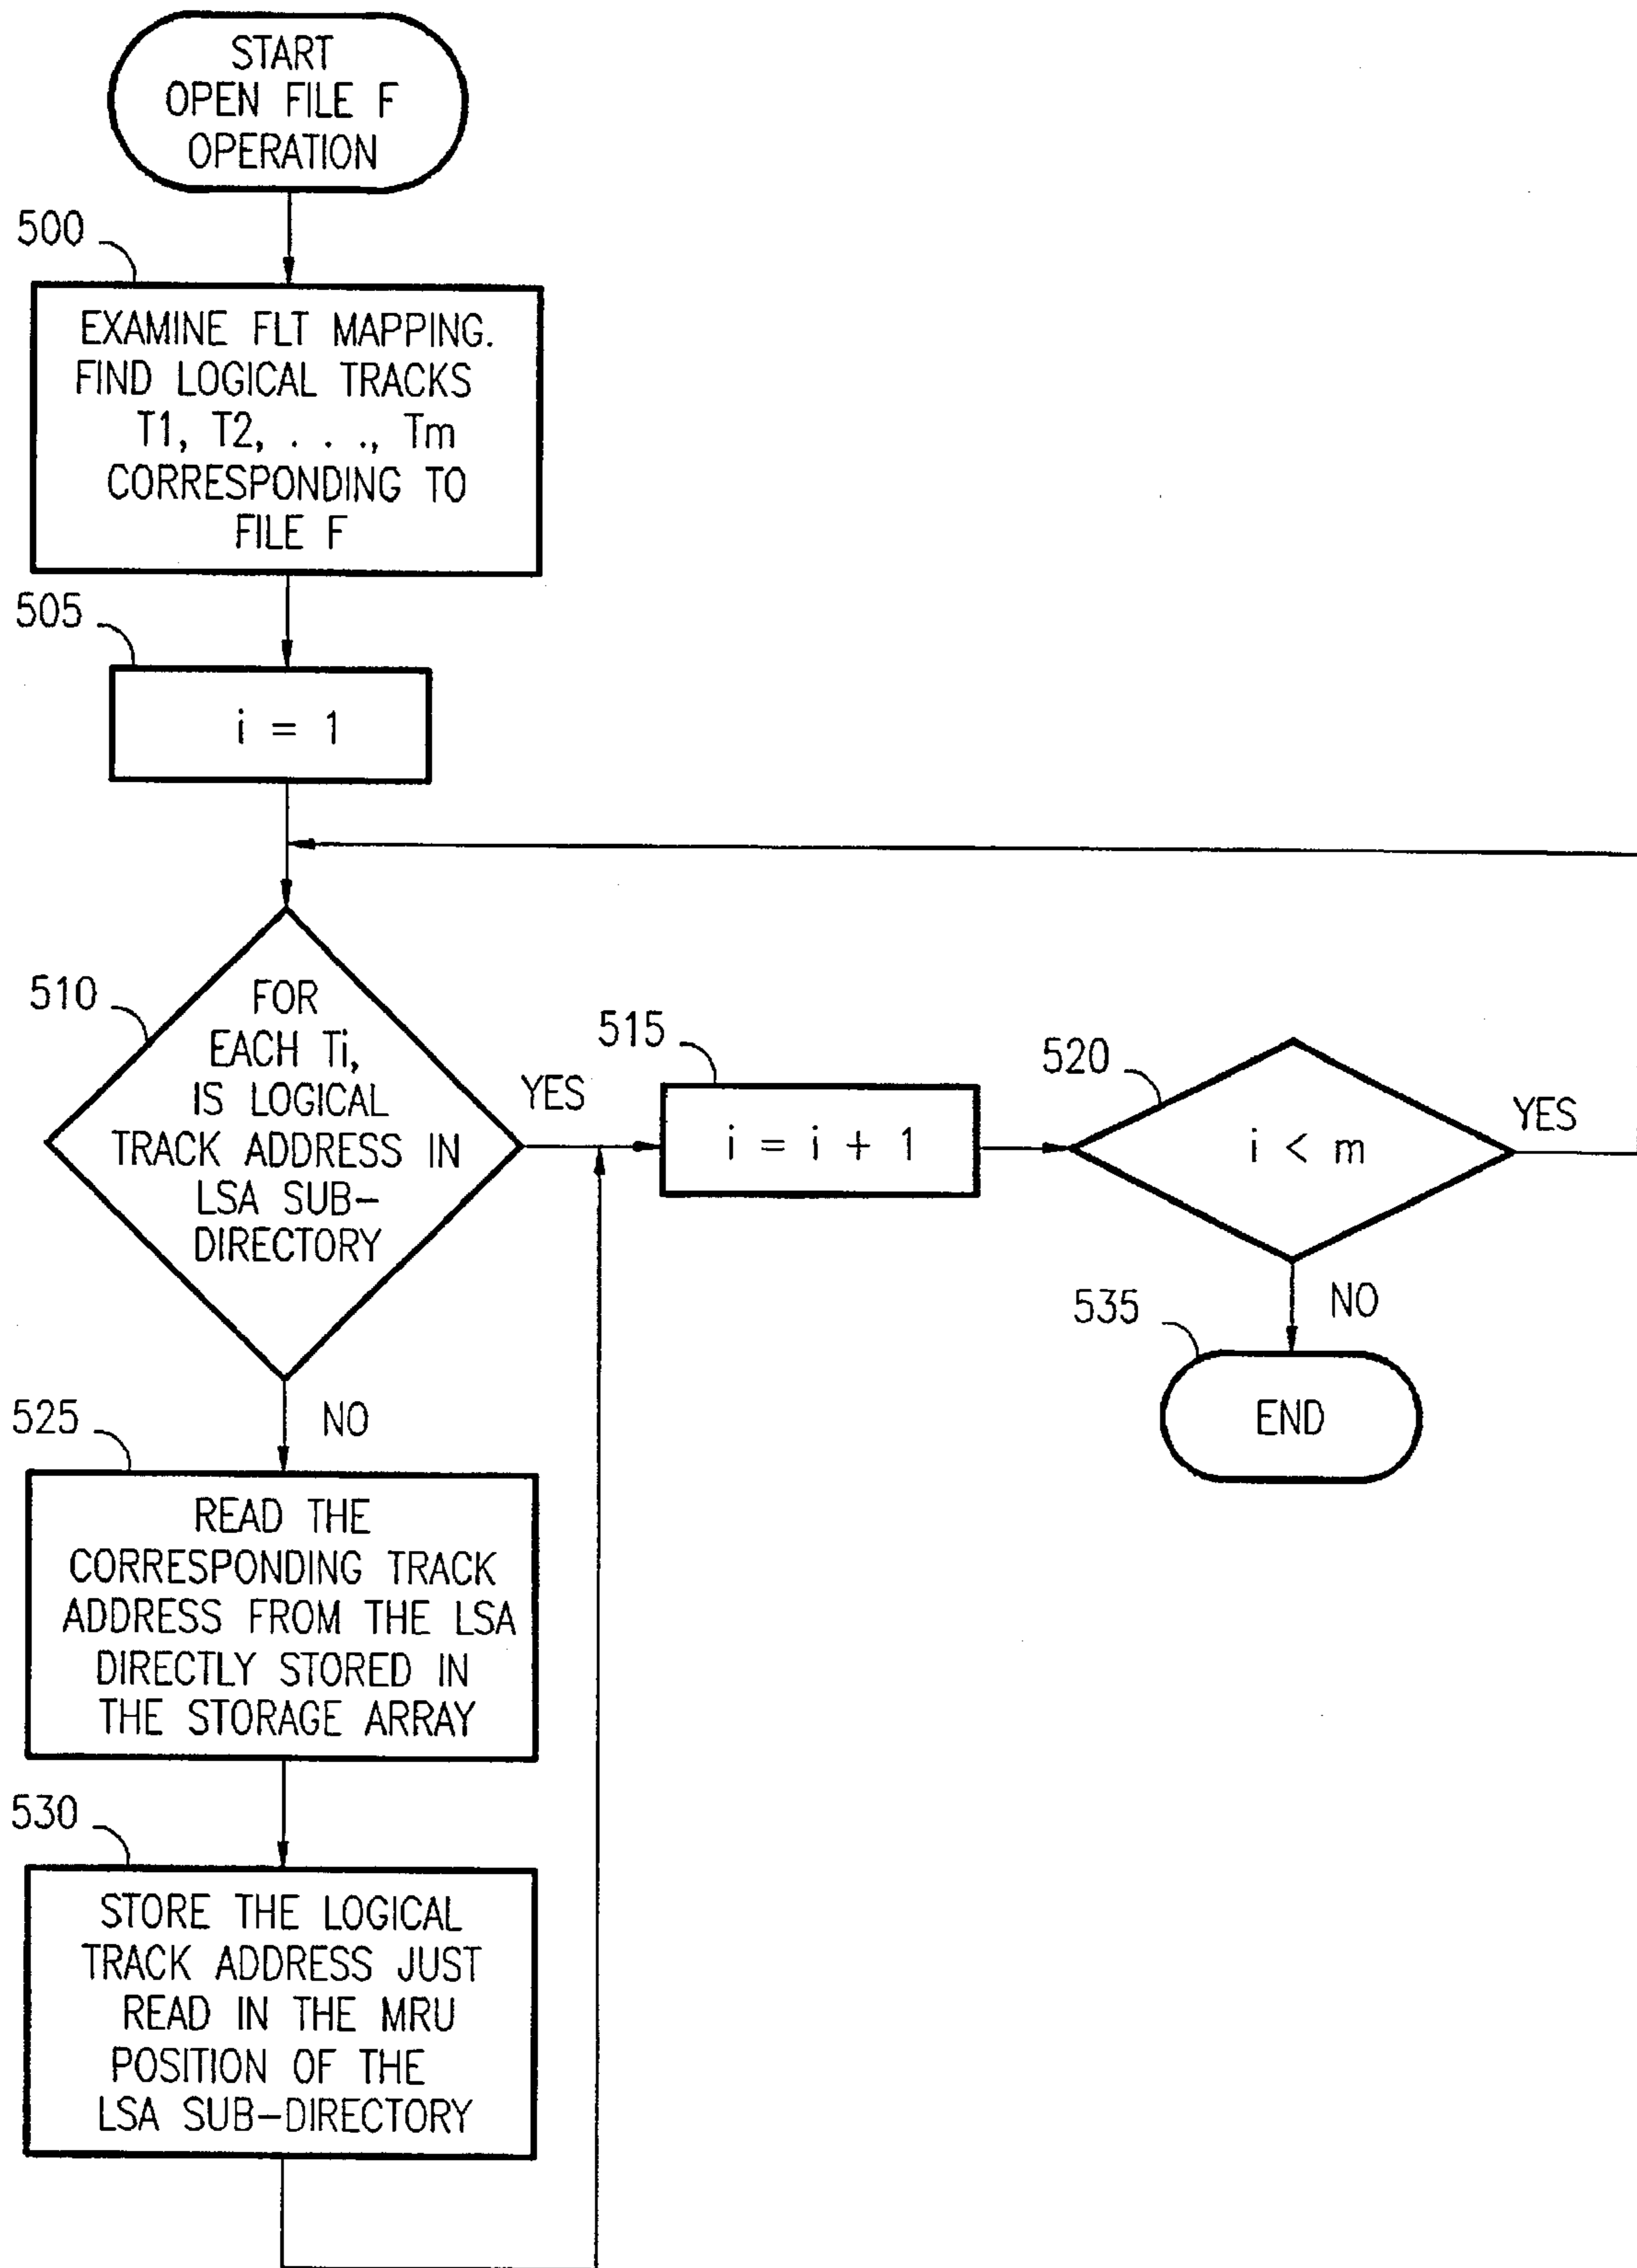 START
OPEN FILE F
OPERATION
500
EXAMINE FLT MAPPING.
FIND LOGICAL TRACKS
T1, T2, . . ., Tm
CORRESPONDING TO
FILE F
505
i = 1
510
FOR
EACH Ti,
IS LOGICAL
TRACK ADDRESS IN
LSA SUB-
DIRECTORY
YES
515
i = i + 1
520
i < m
YES
NO
535
END
NO
525
READ THE
CORRESPONDING TRACK
ADDRESS FROM THE LSA
DIRECTLY STORED IN
THE STORAGE ARRAY
530
STORE THE LOGICAL
TRACK ADDRESS JUST
READ IN THE MRU
POSITION OF THE
LSA SUB-DIRECTORY